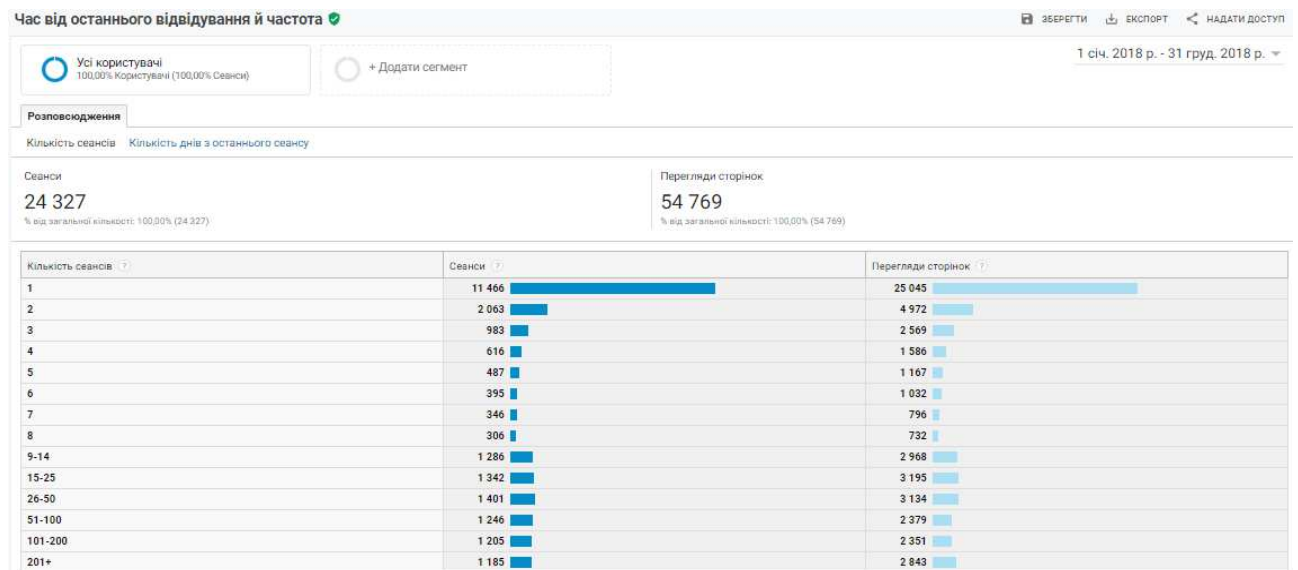 Час від останнього відвідування й частота
ЗБЕРЕГТИ ЕКСПОРТ НАДАТИ ДОСТУП
Усі користувачі
100,00% Користувачі (100,00% Сеанси)
+ Додати сегмент
1 січ. 2018 р. - 31 груд. 2018 р.
Розповсюдження
Кількість сеансів Кількість днів з останнього сеансу
Сеанси Перегляди сторінок
24 327 54 769
% від загальної кількості: 100,00% (24 327) % від загальної кількості: 100,00% (54 769)
Кількість сеансів ? Сеанси ? Перегляди сторінок ?
1 11 466 25 045
2 2 063 4 972
3 983 2 569
4 616 1 586
5 487 1 167
6 395 1 032
7 346 796
8 306 732
9-14 1 286 2 968
15-25 1 342 3 195
26-50 1 401 3 134
51-100 1 246 2 379
101-200 1 205 2 351
201+ 1 185 2 843